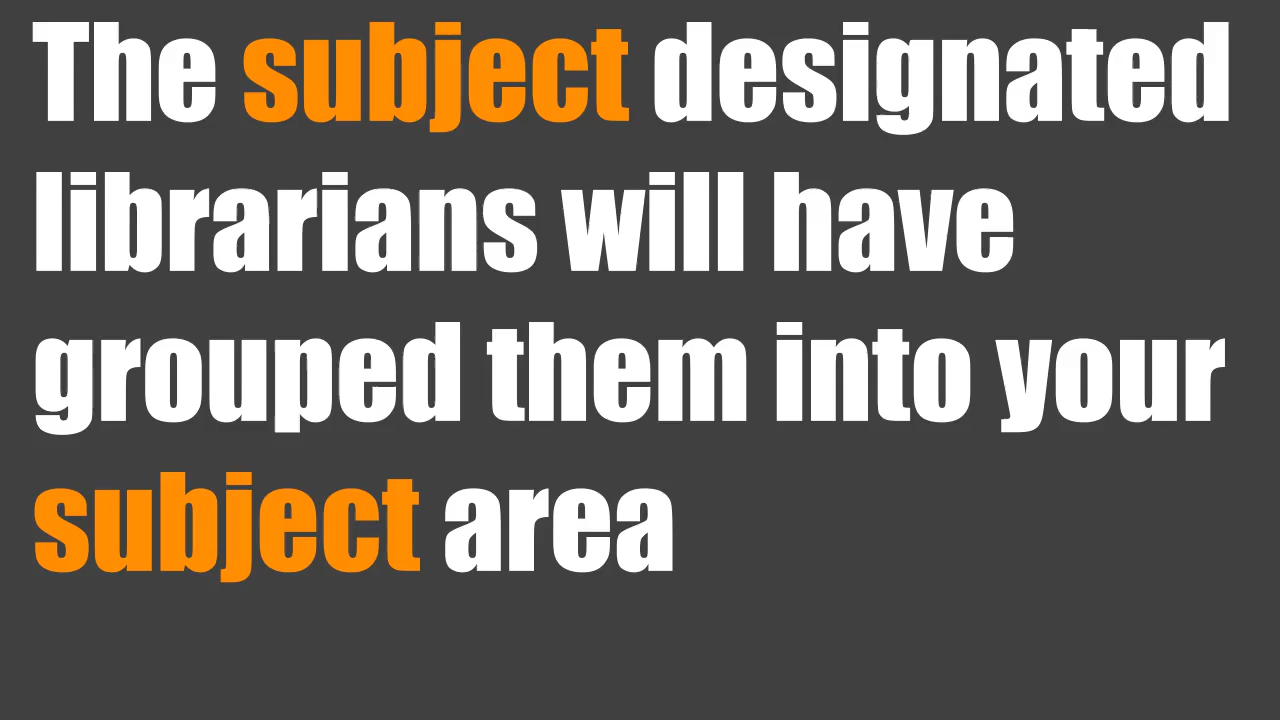 The subject designated
librarians will have
grouped them into your
subject area